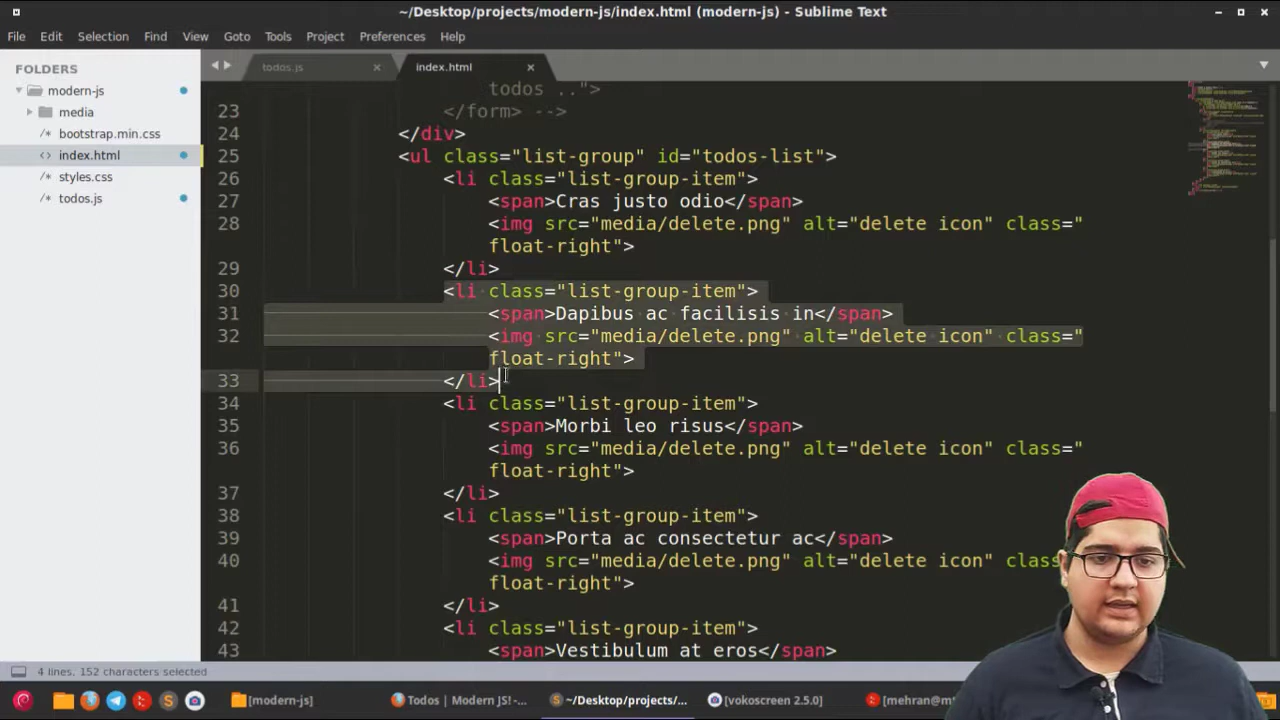 ~/Desktop/projects/modern-js/index.html (modern-js) - Sublime Text
File Edit Selection Find View Goto Tools Project Preferences Help
FOLDERS
modern-js
media
bootstrap.min.css
index.html
styles.css
todos.js
todos.js index.html
todos ..">
23 </form> -->
24 </div>
25 <ul class="list-group" id="todos-list">
26 <li class="list-group-item">
27 <span>Cras justo odio</span>
28 <img src="media/delete.png" alt="delete icon" class="
float-right">
29 </li>
30 <li class="list-group-item">
31 <span>Dapibus ac facilisis in</span>
32 <img src="media/delete.png" alt="delete icon" class="
float-right">
33 </li>
34 <li class="list-group-item">
35 <span>Morbi leo risus</span>
36 <img src="media/delete.png" alt="delete icon" class="
float-right">
37 </li>
38 <li class="list-group-item">
39 <span>Porta ac consectetur ac</span>
40 <img src="media/delete.png" alt="delete icon"
float-right">
41 </li>
42 <li class="list-group-item">
43 <span>Vestibulum at eros</span>
4 lines, 152 characters selected
[modern-js] Todos | Modern JS! -... ~/Desktop/projects/... [vokoscreen 2.5.0] [mehran@m